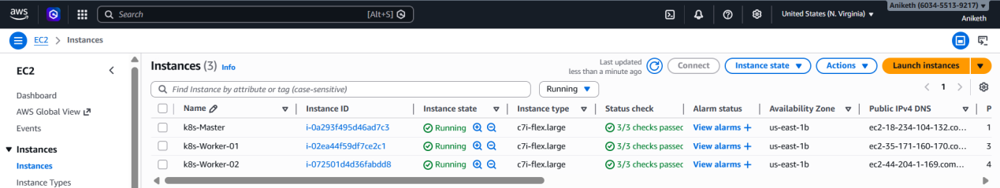 aws
Search [Alt+S]
United States (N. Virginia)
Aniketh (6034-5513-9217)
Aniketh
EC2 > Instances
EC2
Dashboard
AWS Global View
Events
Instances
Instances
Instance Types
Instances (3) Info
Last updated
less than a minute ago
Connect
Instance state
Actions
Launch instances
Find Instance by attribute or tag (case-sensitive)
Running
1
Name Instance ID Instance state Instance type Status check Alarm status Availability Zone Public IPv4 DNS P
k8s-Master i-0a293f495d46ad7c3 Running c7i-flex.large 3/3 checks passed View alarms + us-east-1b ec2-18-234-104-132.co... 1
k8s-Worker-01 i-02ea44f59df7ce2c1 Running c7i-flex.large 3/3 checks passed View alarms + us-east-1b ec2-35-171-160-170.co... 3
k8s-Worker-02 i-072501d4d36fabdd8 Running c7i-flex.large 3/3 checks passed View alarms + us-east-1b ec2-44-204-1-169.com... 4